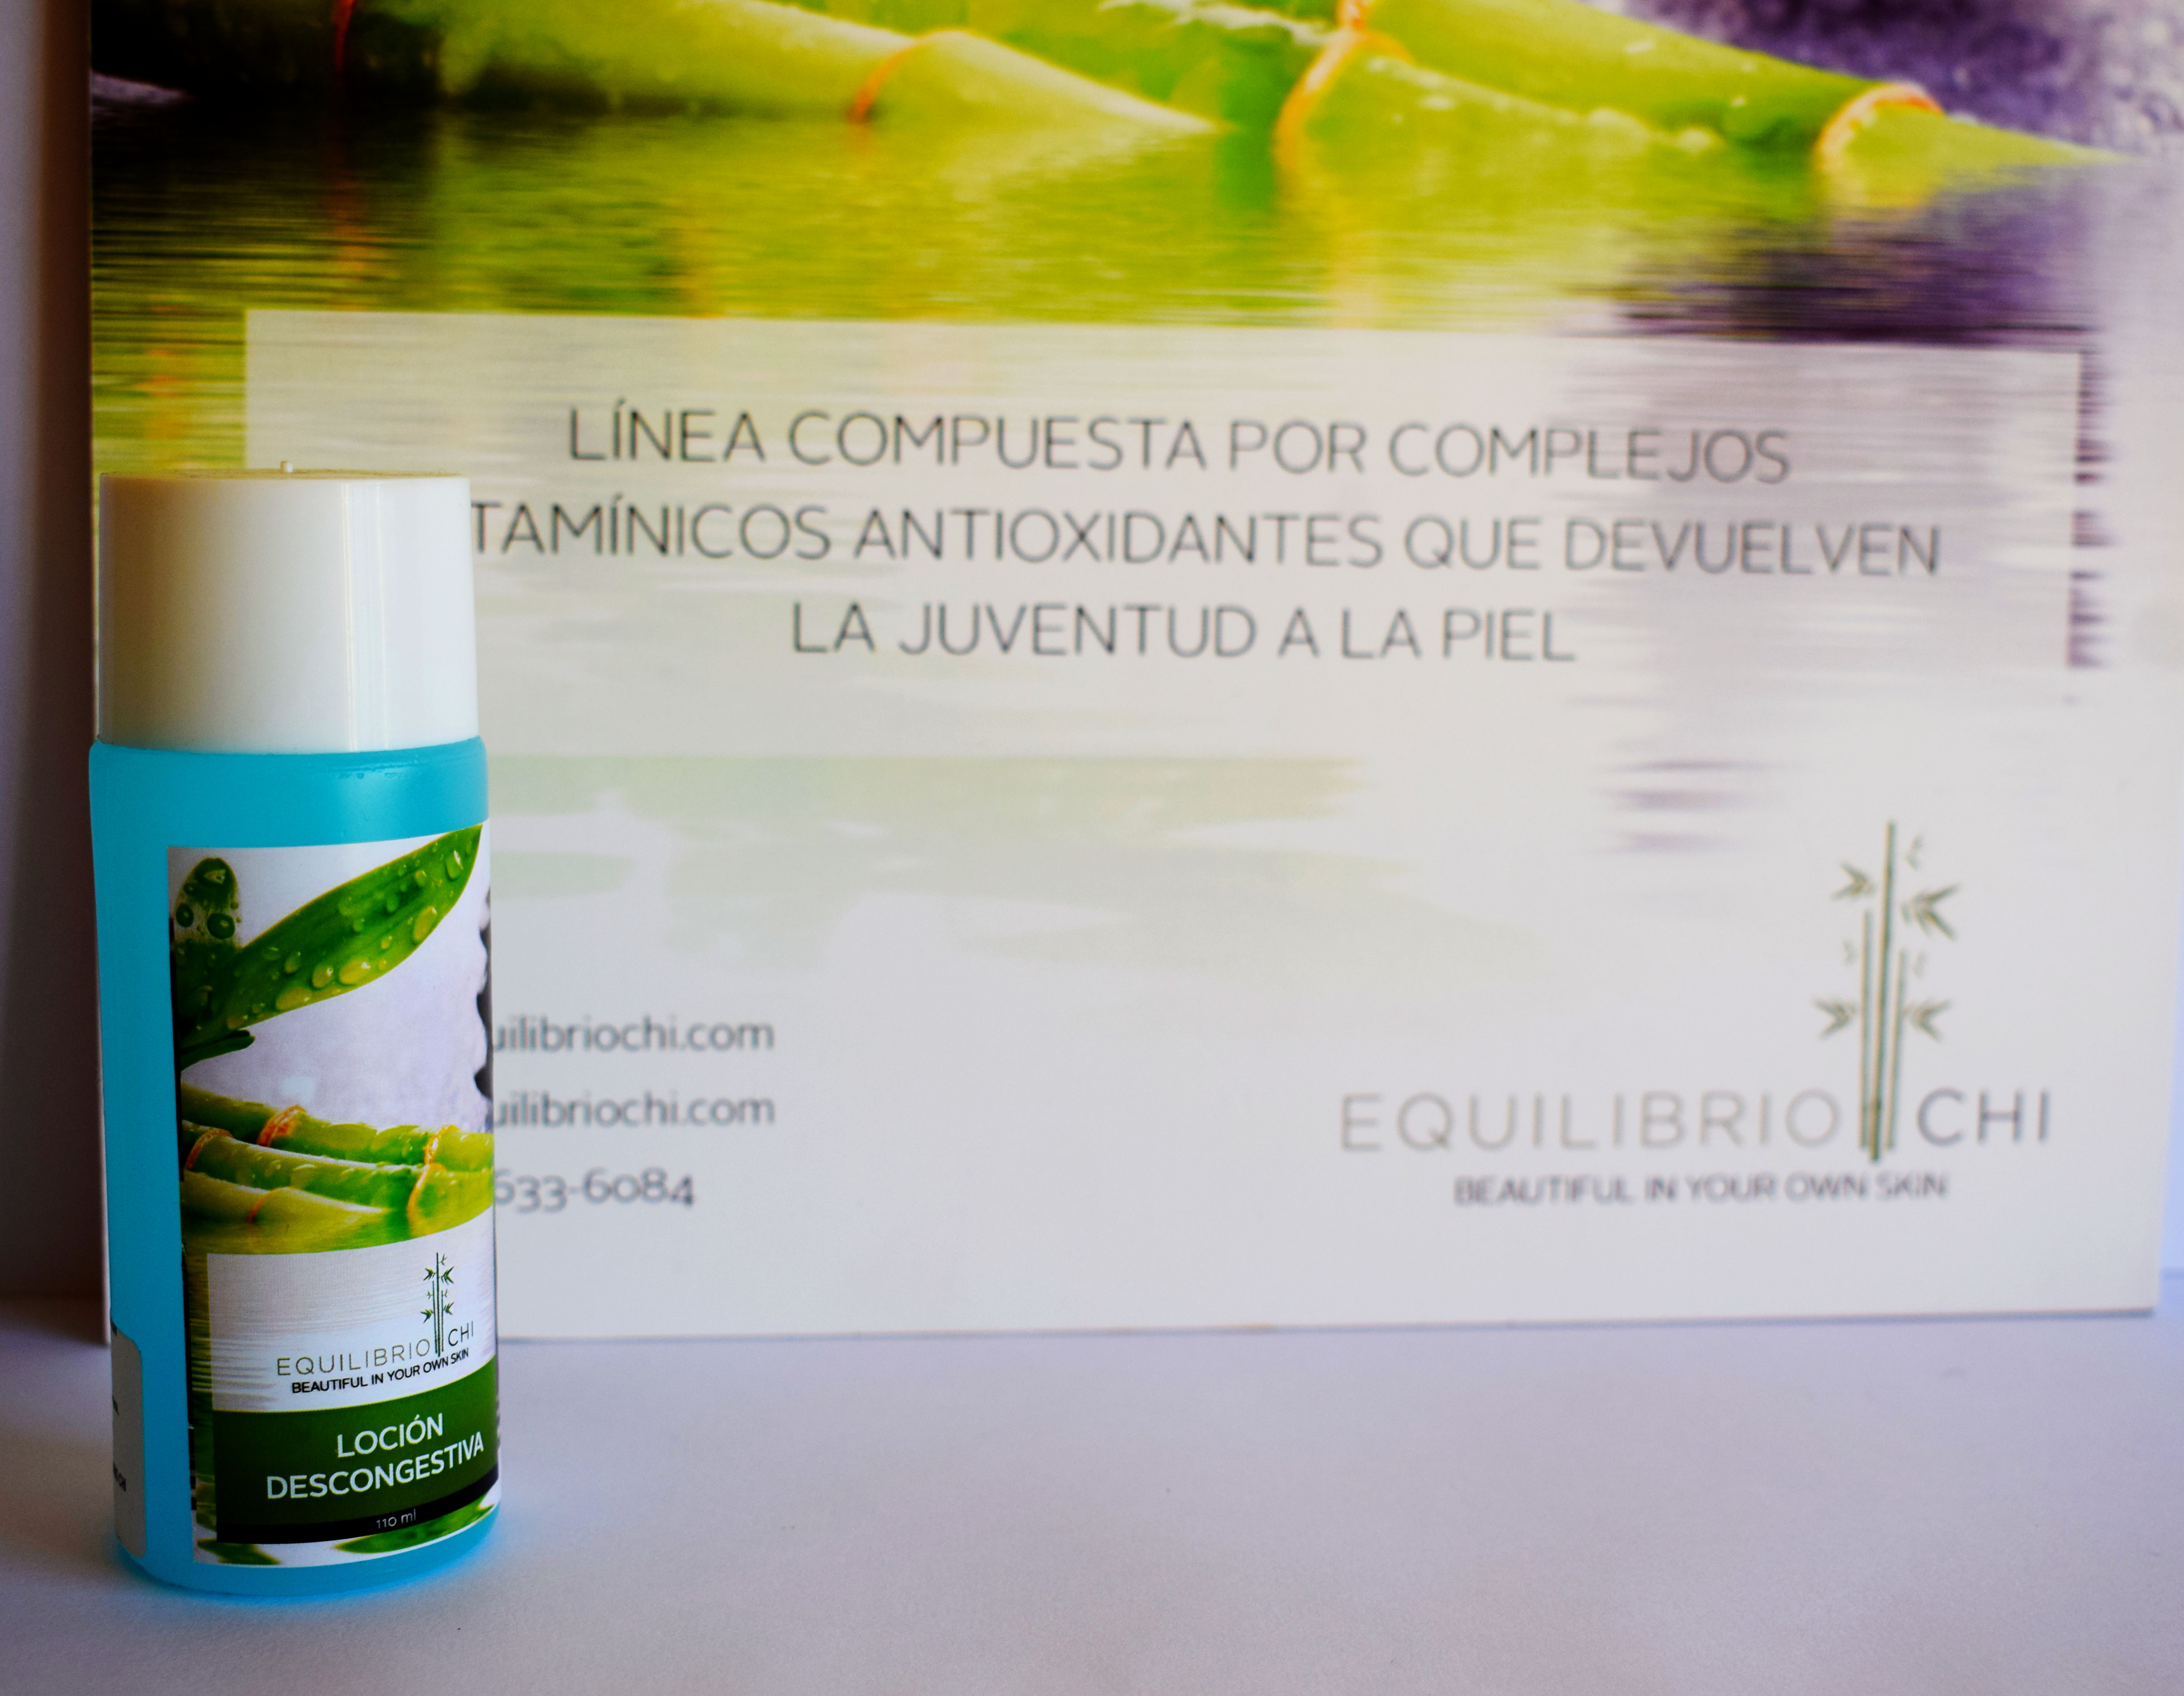 LÍNEA COMPUESTA POR COMPLEJOS
TAMÍNICOS ANTIOXIDANTES QUE DEVUELVEN
LA JUVENTUD A LA PIEL
uilibriochi.com
uilibriochi.com
633-6084
EQUILIBRIO CHI
BEAUTIFUL IN YOUR OWN SKIN
EQUILIBRIO CHI
BEAUTIFUL IN YOUR OWN SKIN
LOCIÓN
DESCONGESTIVA
110 ml